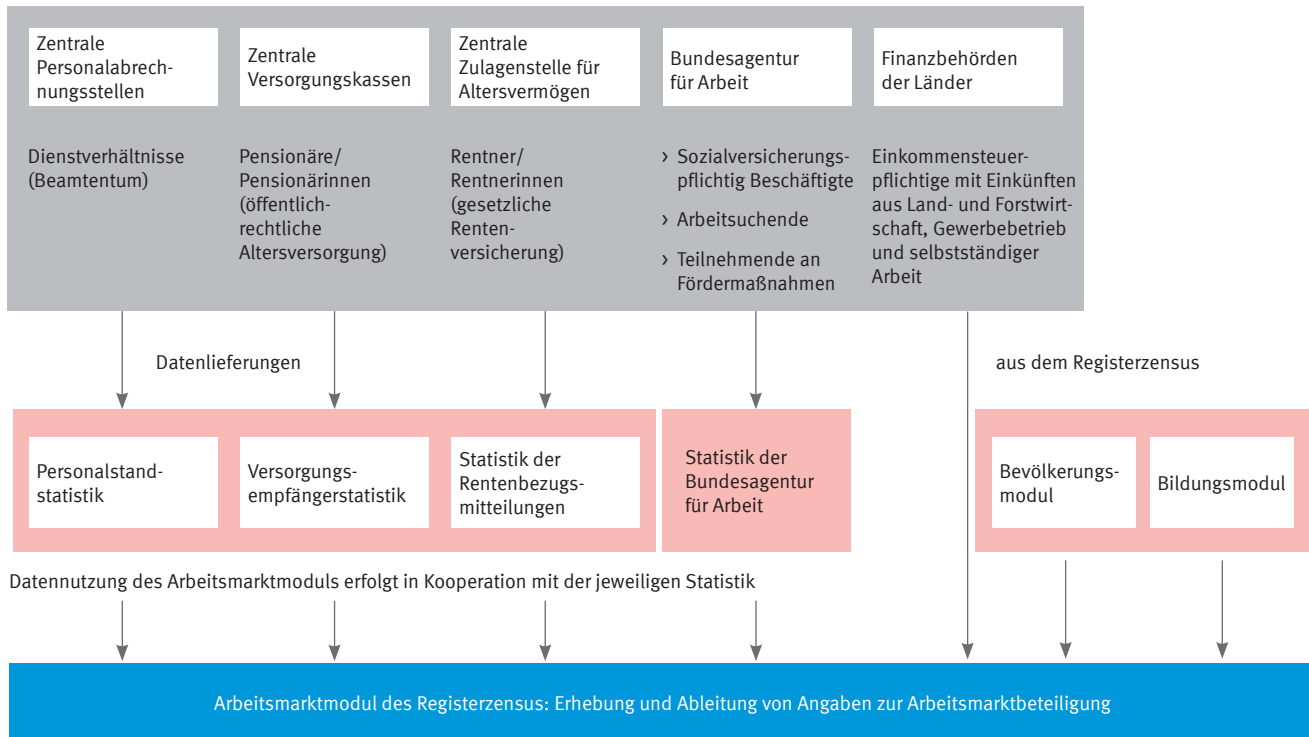 Zentrale
Personalabrech-
nungsstellen
Zentrale
Versorgungskassen
Zentrale
Zulagenstelle für
Altersvermögen
Bundesagentur
für Arbeit
Finanzbehörden
der Länder
Dienstverhältnisse
(Beamtentum)
Pensionäre/
Pensionärinnen
(öffentlich-
rechtliche
Altersversorgung)
Rentner/
Rentnerinnen
(gesetzliche
Renten-
versicherung)
› Sozialversicherungs-
pflichtig Beschäftigte
› Arbeitsuchende
› Teilnehmende an
Fördermaßnahmen
Einkommensteuer-
pflichtige mit Einkünften
aus Land- und Forstwirt-
schaft, Gewerbebetrieb
und selbstständiger
Arbeit
Datenlieferungen
aus dem Registerzensus
Personalstand-
statistik
Versorgungs-
empfängerstatistik
Statistik der
Rentenbezugs-
mitteilungen
Statistik der
Bundesagentur
für Arbeit
Bevölkerungs-
modul
Bildungsmodul
Datennutzung des Arbeitsmarktmoduls erfolgt in Kooperation mit der jeweiligen Statistik
Arbeitsmarktmodul des Registerzensus: Erhebung und Ableitung von Angaben zur Arbeitsmarktbeteiligung